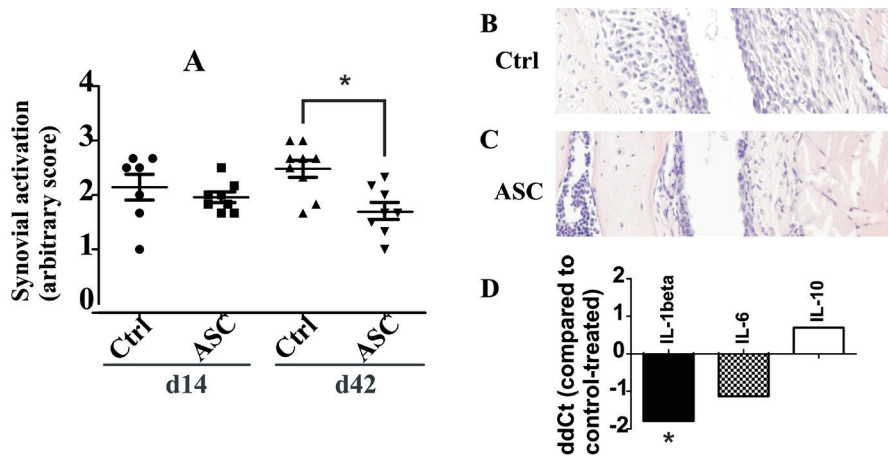 A
Synovial activation
(arbitrary score)
4
3
2
1
0
*
Ctrl
ASC
Ctrl
ASC
d14
d42
B
Ctrl
C
ASC
D
ddCt (compared to
control-treated)
2
1
0
-1
-2
IL-1beta
IL-6
IL-10
*